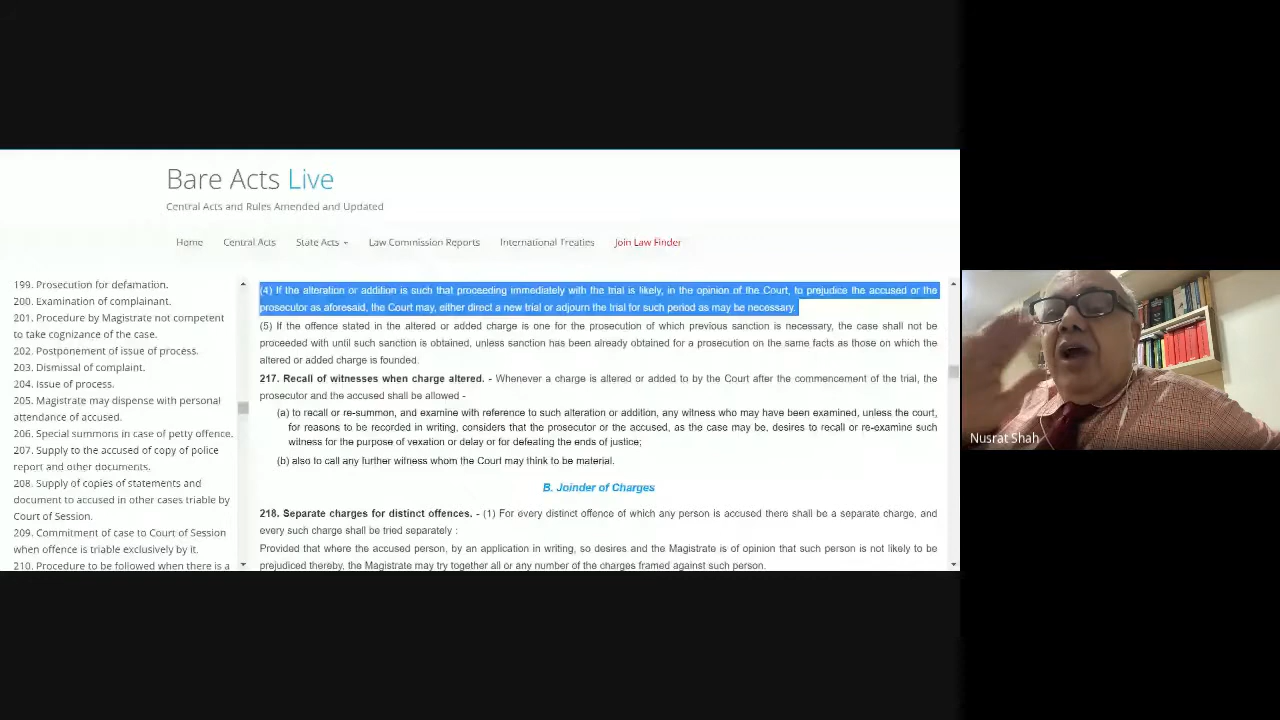 Bare Acts Live
Central Acts and Rules Amended and Updated
Home Central Acts State Acts Law Commission Reports International Treaties Join Law Finder
199. Prosecution for defamation.
200. Examination of complainant.
201. Procedure by Magistrate not competent
to take cognizance of the case.
202. Postponement of issue of process.
203. Dismissal of complaint.
204. Issue of process.
205. Magistrate may dispense with personal
attendance of accused.
206. Special summons in case of petty offence.
207. Supply to the accused of copy of police
report and other documents.
208. Supply of copies of statements and
document to accused in other cases triable by
Court of Session.
209. Commitment of case to Court of Session
when offence is triable exclusively by it.
210. Procedure to be followed when there is a
(4) If the alteration or addition is such that proceeding immediately with the trial is likely, in the opinion of the Court, to prejudice the accused or the
prosecutor as aforesaid, the Court may, either direct a new trial or adjourn the trial for such period as may be necessary.
(5) If the offence stated in the altered or added charge is one for the prosecution of which previous sanction is necessary, the case shall not be
proceeded with until such sanction is obtained, unless sanction has been already obtained for a prosecution on the same facts as those on which the
altered or added charge is founded.
217. Recall of witnesses when charge altered. - Whenever a charge is altered or added to by the Court after the commencement of the trial, the
prosecutor and the accused shall be allowed -
(a) to recall or re-summon, and examine with reference to such alteration or addition, any witness who may have been examined, unless the court,
for reasons to be recorded in writing, considers that the prosecutor or the accused, as the case may be, desires to recall or re-examine such
witness for the purpose of vexation or delay or for defeating the ends of justice;
(b) also to call any further witness whom the Court may think to be material.
B. Joinder of Charges
218. Separate charges for distinct offences. - (1) For every distinct offence of which any person is accused there shall be a separate charge, and
every such charge shall be tried separately :
Provided that where the accused person, by an application in writing, so desires and the Magistrate is of opinion that such person is not likely to be
prejudiced thereby, the Magistrate may try together all or any number of the charges framed against such person.
Nusrat Shah